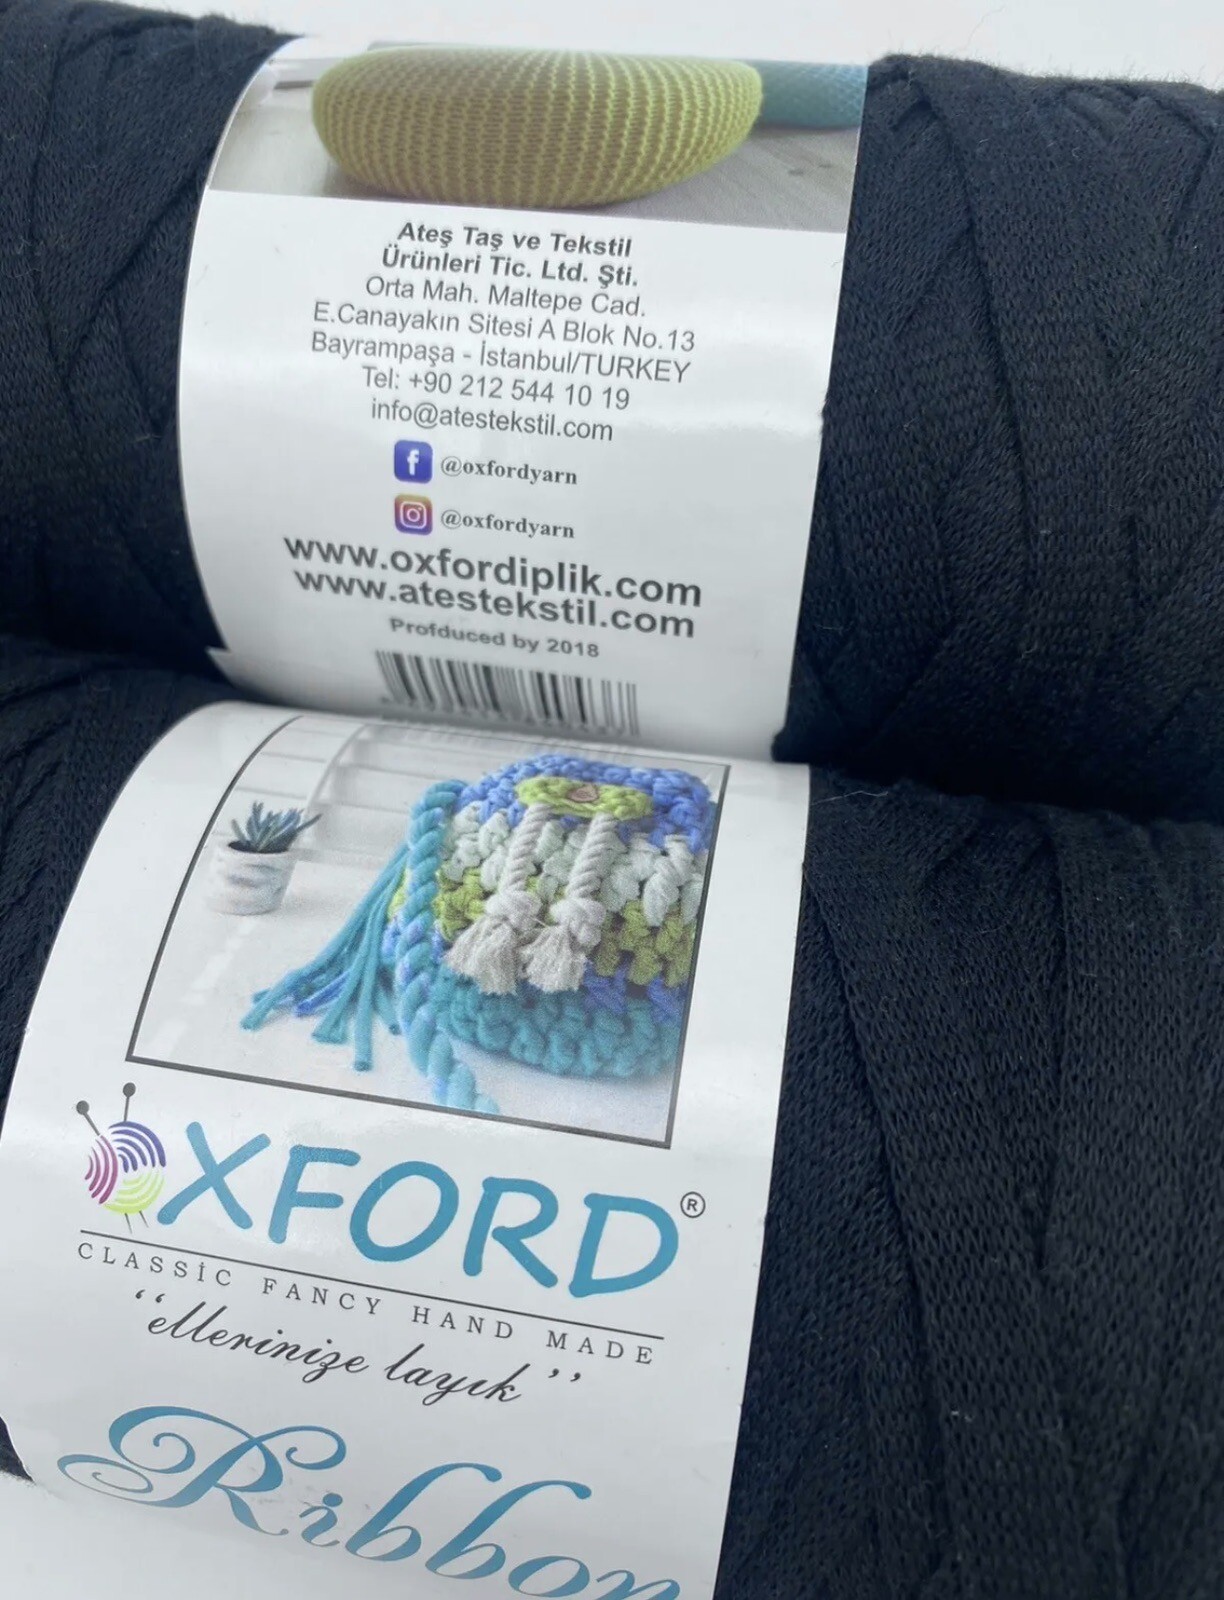 Ateş Taş ve Tekstil
Ürünleri Tic. Ltd. Şti.
Orta Mah. Maltepe Cad.
E.Canayakın Sitesi A Blok No.13
Bayrampaşa - İstanbul/TURKEY
Tel: +90 212 544 10 19
info@atestekstil.com
@oxfordyarn
@oxfordyarn
www.oxfordiplik.com
www.atestekstil.com
Profduced by 2018
OXFORD®
CLASSİC FANCY HAND MADE
“ellerinize layık”
Ribbon